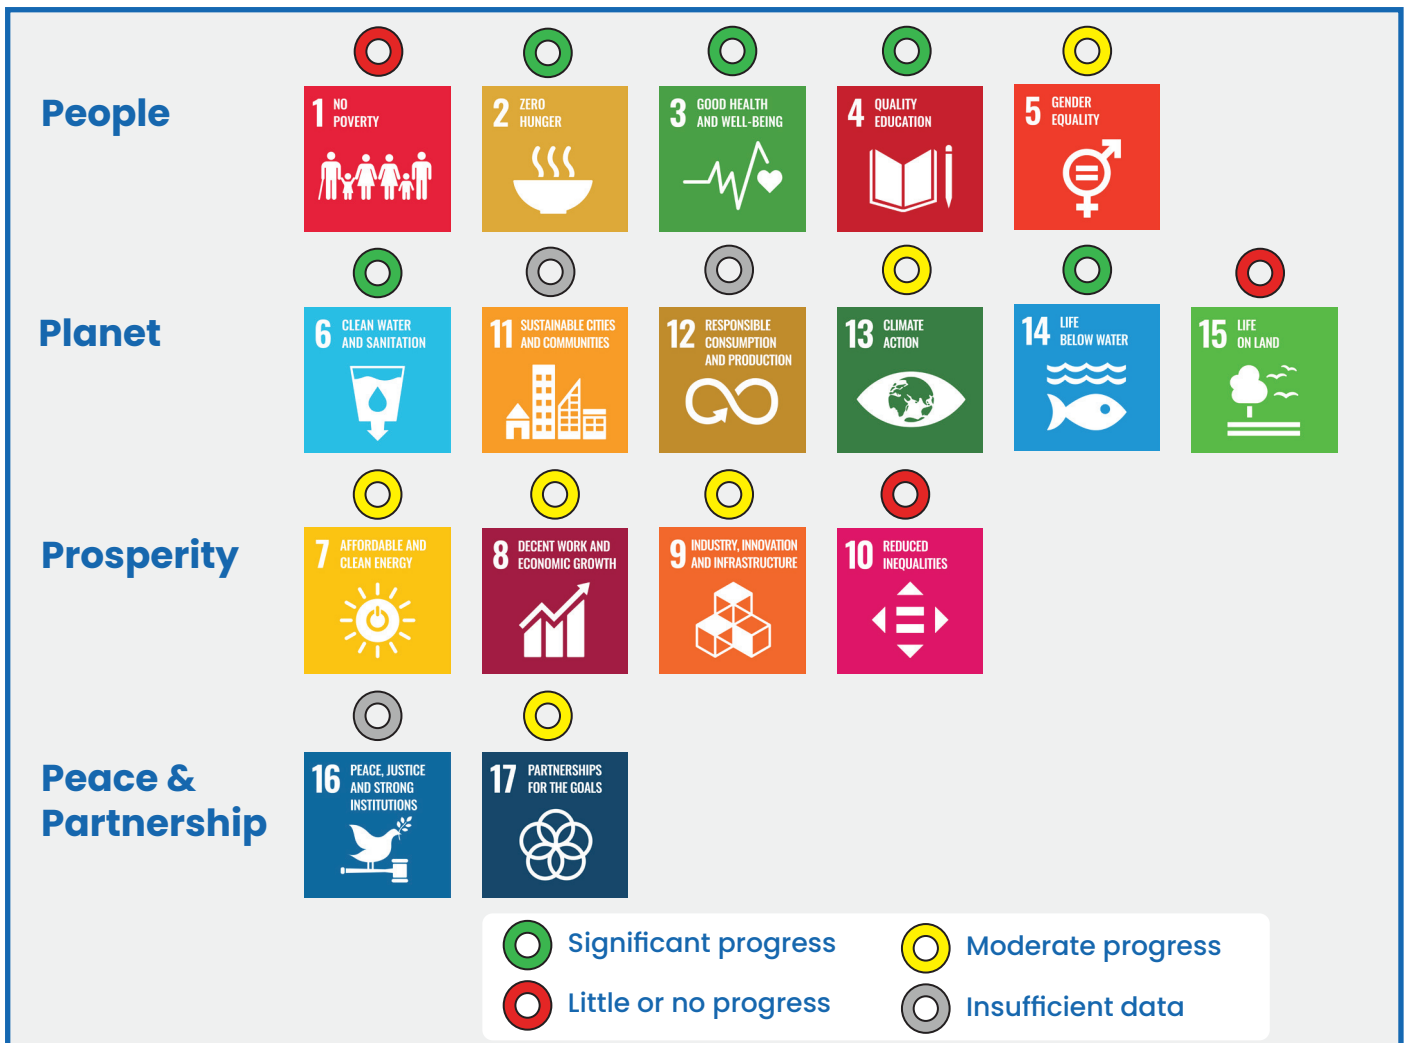 People
1 NO
POVERTY
2 ZERO
HUNGER
3 GOOD HEALTH
AND WELL-BEING
4 QUALITY
EDUCATION
5 GENDER
EQUALITY
Planet
6 CLEAN WATER
AND SANITATION
11 SUSTAINABLE CITIES
AND COMMUNITIES
12 RESPONSIBLE
CONSUMPTION
AND PRODUCTION
13 CLIMATE
ACTION
14 LIFE
BELOW WATER
15 LIFE
ON LAND
Prosperity
7 AFFORDABLE AND
CLEAN ENERGY
8 DECENT WORK AND
ECONOMIC GROWTH
9 INDUSTRY, INNOVATION
AND INFRASTRUCTURE
10 REDUCED
INEQUALITIES
Peace &
Partnership
16 PEACE, JUSTICE
AND STRONG
INSTITUTIONS
17 PARTNERSHIPS
FOR THE GOALS
Significant progress
Moderate progress
Little or no progress
Insufficient data